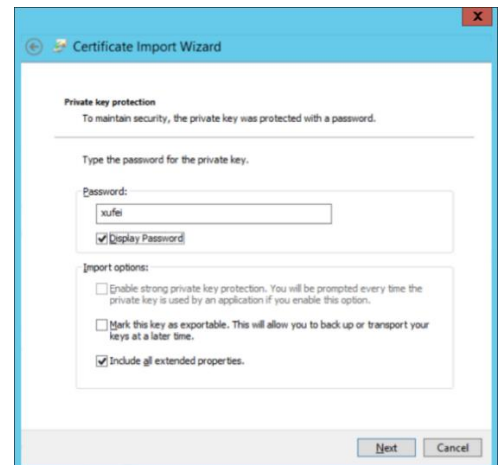 X
Certificate Import Wizard
Private key protection
To maintain security, the private key was protected with a password.
Type the password for the private key.
Password:
xufei
Display Password
Import options:
Enable strong private key protection. You will be prompted every time the
private key is used by an application if you enable this option.
Mark this key as exportable. This will allow you to back up or transport your
keys at a later time.
Include all extended properties.
Next Cancel